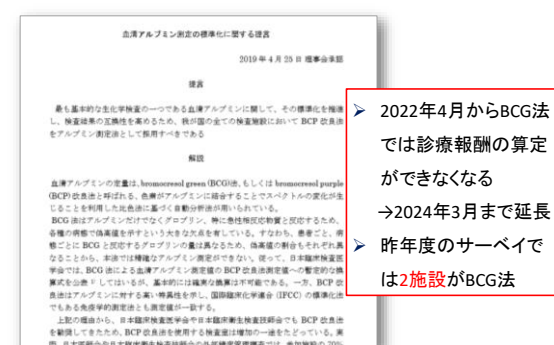 血清アルブミン測定の標準化に関する提言
2019 年 4 月 25 日 理事会承認
提言
最も基本的な生化学検査の一つである血清アルブミンに関して、その標準化を推進
し、検査結果の互換性を高めるため、我が国の全ての検査施設において BCP 改良法
をアルブミン測定法として採用すべきである
解説
血清アルブミンの定量は、bromocresol green (BCG)法、もしくは bromocresol purple
(BCP)改良法と呼ばれる、色素がアルブミンに結合することでスペクトルの変化が生
じることを利用した比色法に基づく自動分析法が用いられている。
BCG 法はアルブミンだけでなくグロブリン、特に急性相反応物質と反応するため、
各種の病態で偽高値を示すという大きな欠点を有している。すなわち、患者ごと、病
態ごとに BCG と反応するグロブリンの量は異なるため、偽高値の割合もそれぞれ異
なることから、本法では精確なアルブミン測定ができない。従って、日本臨床検査医
学会では、BCG 法による血清アルブミン測定値の BCP 改良法測定値への暫定的な換
算式を公表 はしているが、基本的には確実な換算は不可能である。一方、BCP 改
良法はアルブミンに対する高い特異性を示し、国際臨床化学連合 (IFCC) の標準化法
でもある免疫学的測定法とも測定値が一致する。
上記の理由から、日本臨床検査医学会や日本臨床衛生検査技師会でも BCP 改良法
を勧奨してきたため、BCP 改良法を使用する検査室は増加の一途をたどっている。
➢ 2022年4月からBCG法
では診療報酬の算定
ができなくなる
→2024年3月まで延長
➢ 昨年度のサーベイで
は2施設がBCG法